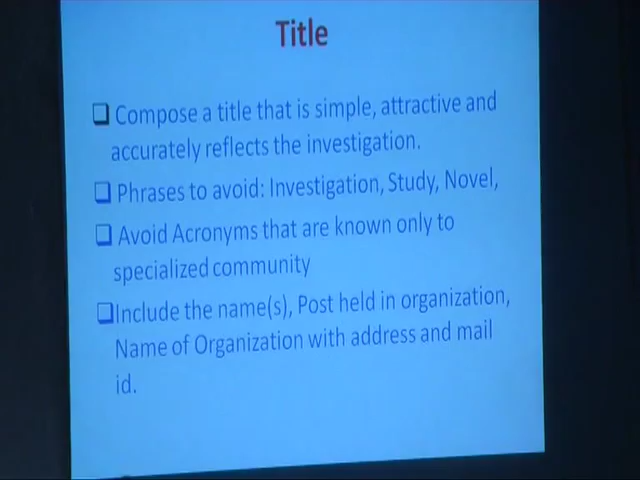 Title
Compose a title that is simple, attractive and
accurately reflects the investigation.
Phrases to avoid: Investigation, Study, Novel,
Avoid Acronyms that are known only to
specialized community
Include the name(s), Post held in organization,
Name of Organization with address and mail
id.